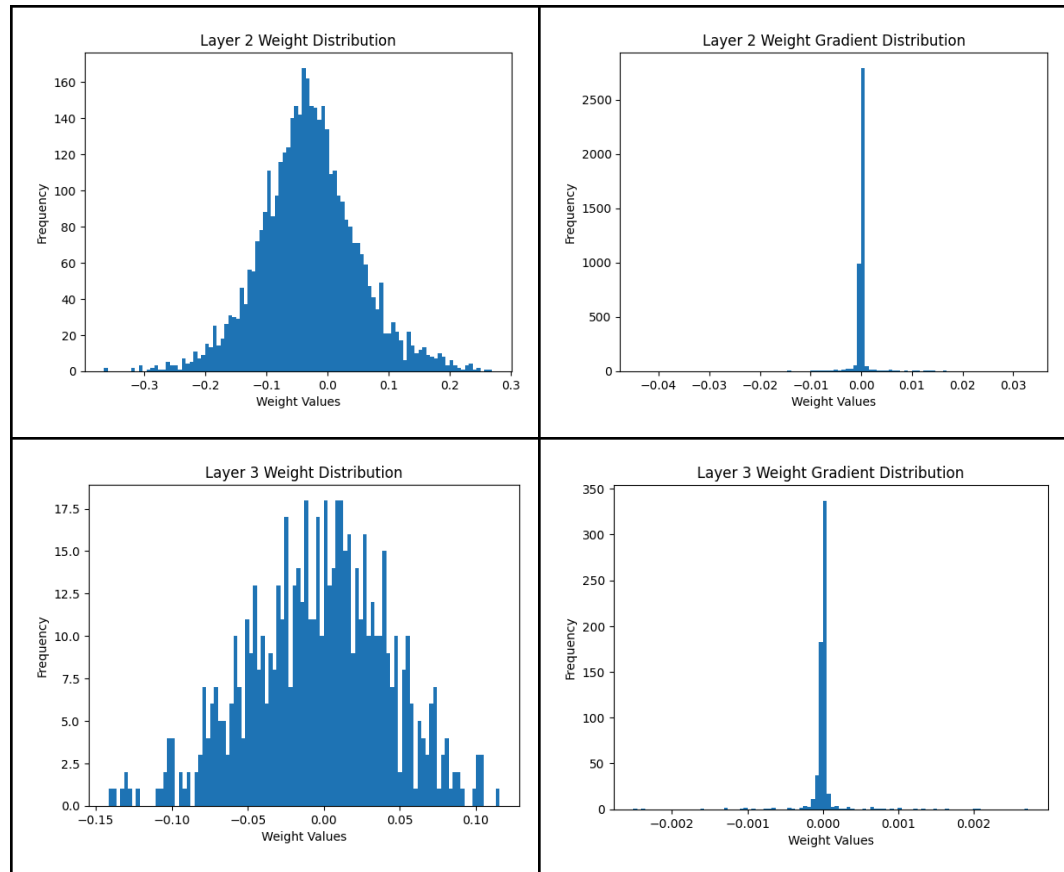 Layer 2 Weight Distribution
160
140
120
100
80
60
40
20
0
Frequency
−0.3 −0.2 −0.1 0.0 0.1 0.2 0.3
Weight Values
Layer 2 Weight Gradient Distribution
2500
2000
1500
1000
500
0
Frequency
−0.04 −0.03 −0.02 −0.01 0.00 0.01 0.02 0.03
Weight Values
Layer 3 Weight Distribution
17.5
15.0
12.5
10.0
7.5
5.0
2.5
0.0
Frequency
−0.15 −0.10 −0.05 0.00 0.05 0.10
Weight Values
Layer 3 Weight Gradient Distribution
350
300
250
200
150
100
50
0
Frequency
−0.002 −0.001 0.000 0.001 0.002
Weight Values